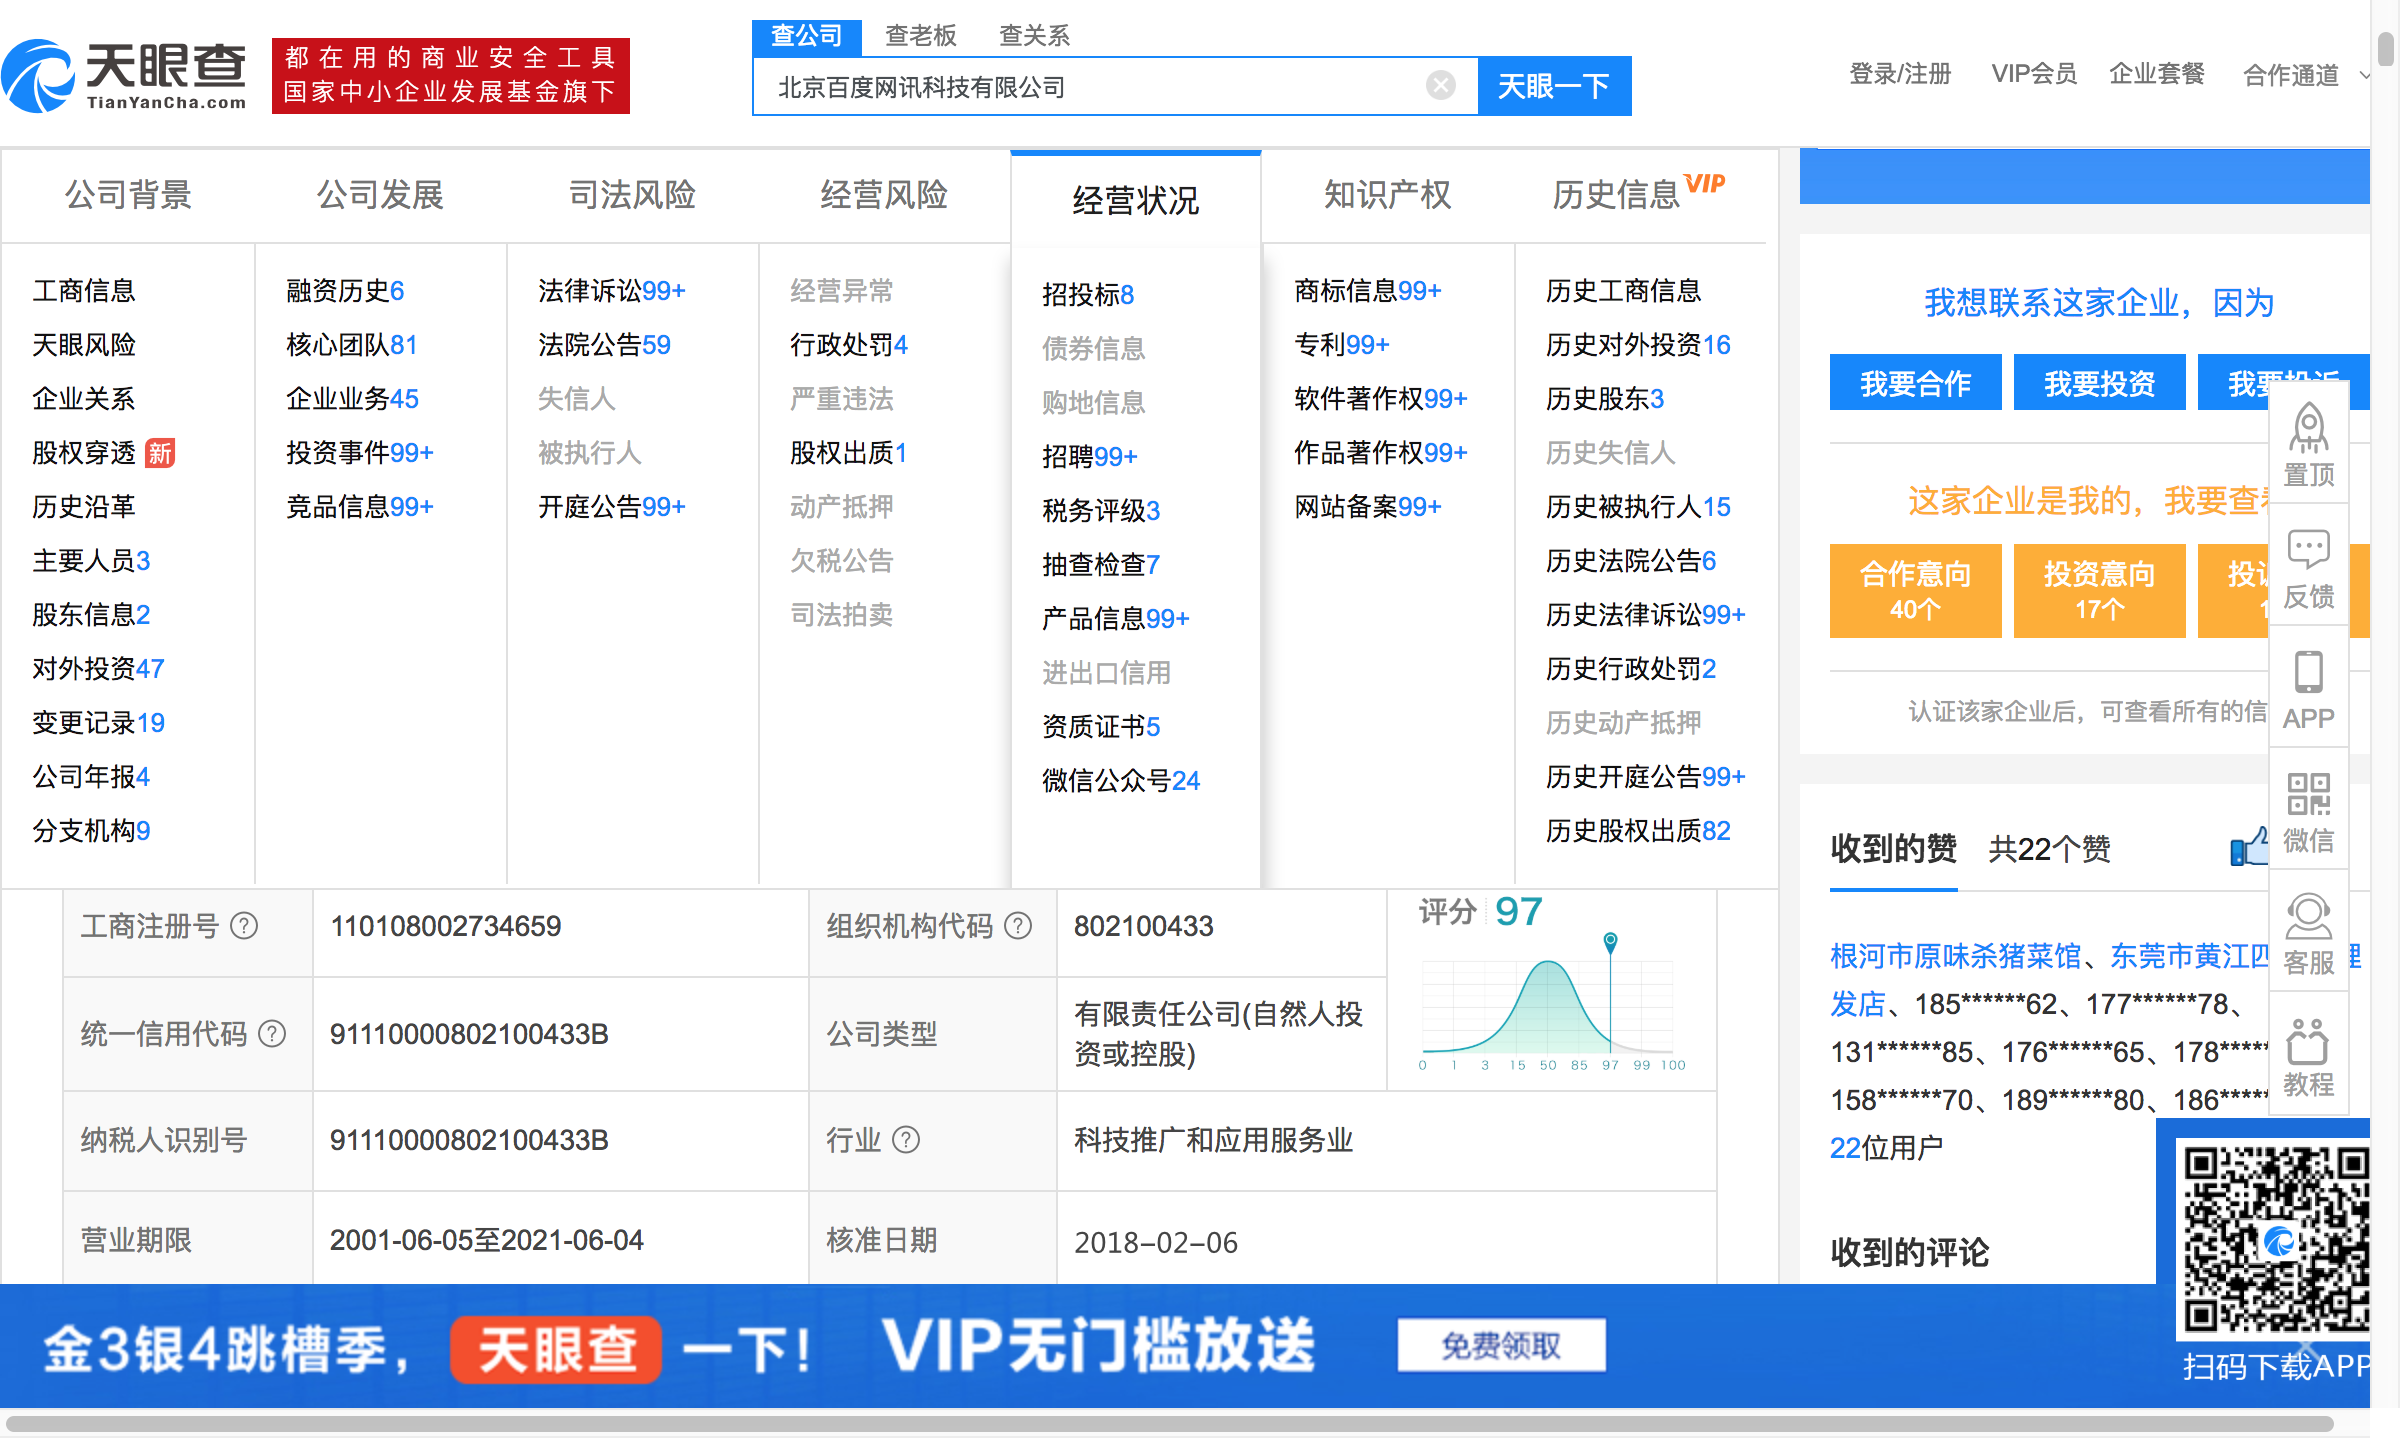 天眼查
TianYanCha.com
都在用的商业安全工具
国家中小企业发展基金旗下
查公司 查老板 查关系
北京百度网讯科技有限公司
天眼一下
登录/注册 VIP会员 企业套餐 合作通道
公司背景 公司发展 司法风险 经营风险 经营状况 知识产权 历史信息 VIP
工商信息
天眼风险
企业关系
股权穿透 新
历史沿革
主要人员3
股东信息2
对外投资47
变更记录19
公司年报4
分支机构9
融资历史6
核心团队81
企业业务45
投资事件99+
竞品信息99+
法律诉讼99+
法院公告59
失信人
被执行人
开庭公告99+
经营异常
行政处罚4
严重违法
股权出质1
动产抵押
欠税公告
司法拍卖
招投标8
债券信息
购地信息
招聘99+
税务评级3
抽查检查7
产品信息99+
进出口信用
资质证书5
微信公众号24
商标信息99+
专利99+
软件著作权99+
作品著作权99+
网站备案99+
历史工商信息
历史对外投资16
历史股东3
历史失信人
历史被执行人15
历史法院公告6
历史法律诉讼99+
历史行政处罚2
历史动产抵押
历史开庭公告99+
历史股权出质82
工商注册号 ? 110108002734659 组织机构代码 ? 802100433
统一信用代码 ? 91110000802100433B 公司类型 有限责任公司(自然人投
资或控股)
评分 97
0 1 3 15 50 85 97 99 100
纳税人识别号 91110000802100433B 行业 ? 科技推广和应用服务业
营业期限 2001-06-05至2021-06-04 核准日期 2018-02-06
我想联系这家企业，因为
我要合作 我要投资 我要投诉
这家企业是我的，我要查看
合作意向 投资意向
40个 17个
认证该家企业后，可查看所有的信
收到的赞 共22个赞
根河市原味杀猪菜馆、东莞市黄江四
发店、185******62、177******78、
131******85、176******65、178*****
158******70、189******80、186*****
22位用户
收到的评论
置顶
反馈
APP
微信
客服
教程
金3银4跳槽季， 天眼查 一下！ VIP无门槛放送 免费领取
扫码下载APP